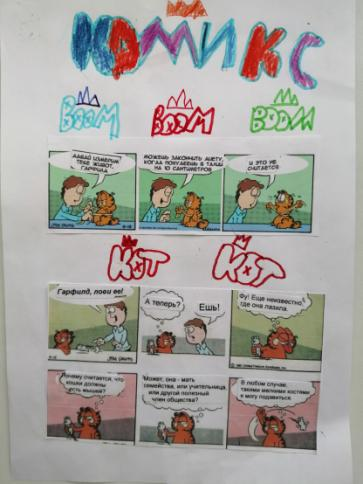 КОМИКС
BOOM BOOM BOOM
ДАВАЙ ИЗМЕРИМ
ТЕБЕ ЖИВОТ,
ГАРФИЛД
МОЖЕШЬ ЗАКОНЧИТЬ ДИЕТУ,
КОГДА ПОХУДЕЕШЬ В ТАЛИИ
НА 10 САНТИМЕТРОВ
И ЭТО НЕ
СЧИТАЕТСЯ
КОТ КОТ
Гарфилд, лови ее!
А теперь?
Ешь!
Фу! Еще неизвестно,
где она лазила.
Почему считается, что
кошки должны
есть мышей?
Может, она - мать
семейства, или учительница,
или другой полезный
член общества?
В любом случае,
такими мелкими костями
я могу подавиться.